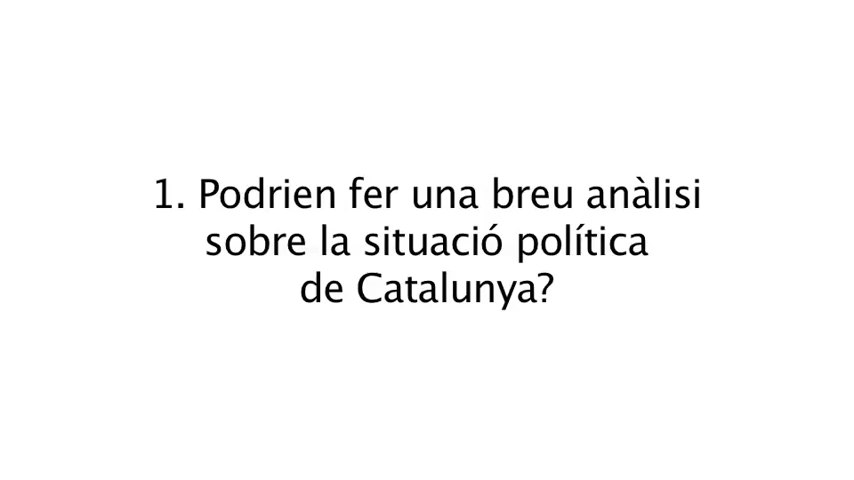 1. Podrien fer una breu anàlisi
sobre la situació política
de Catalunya?